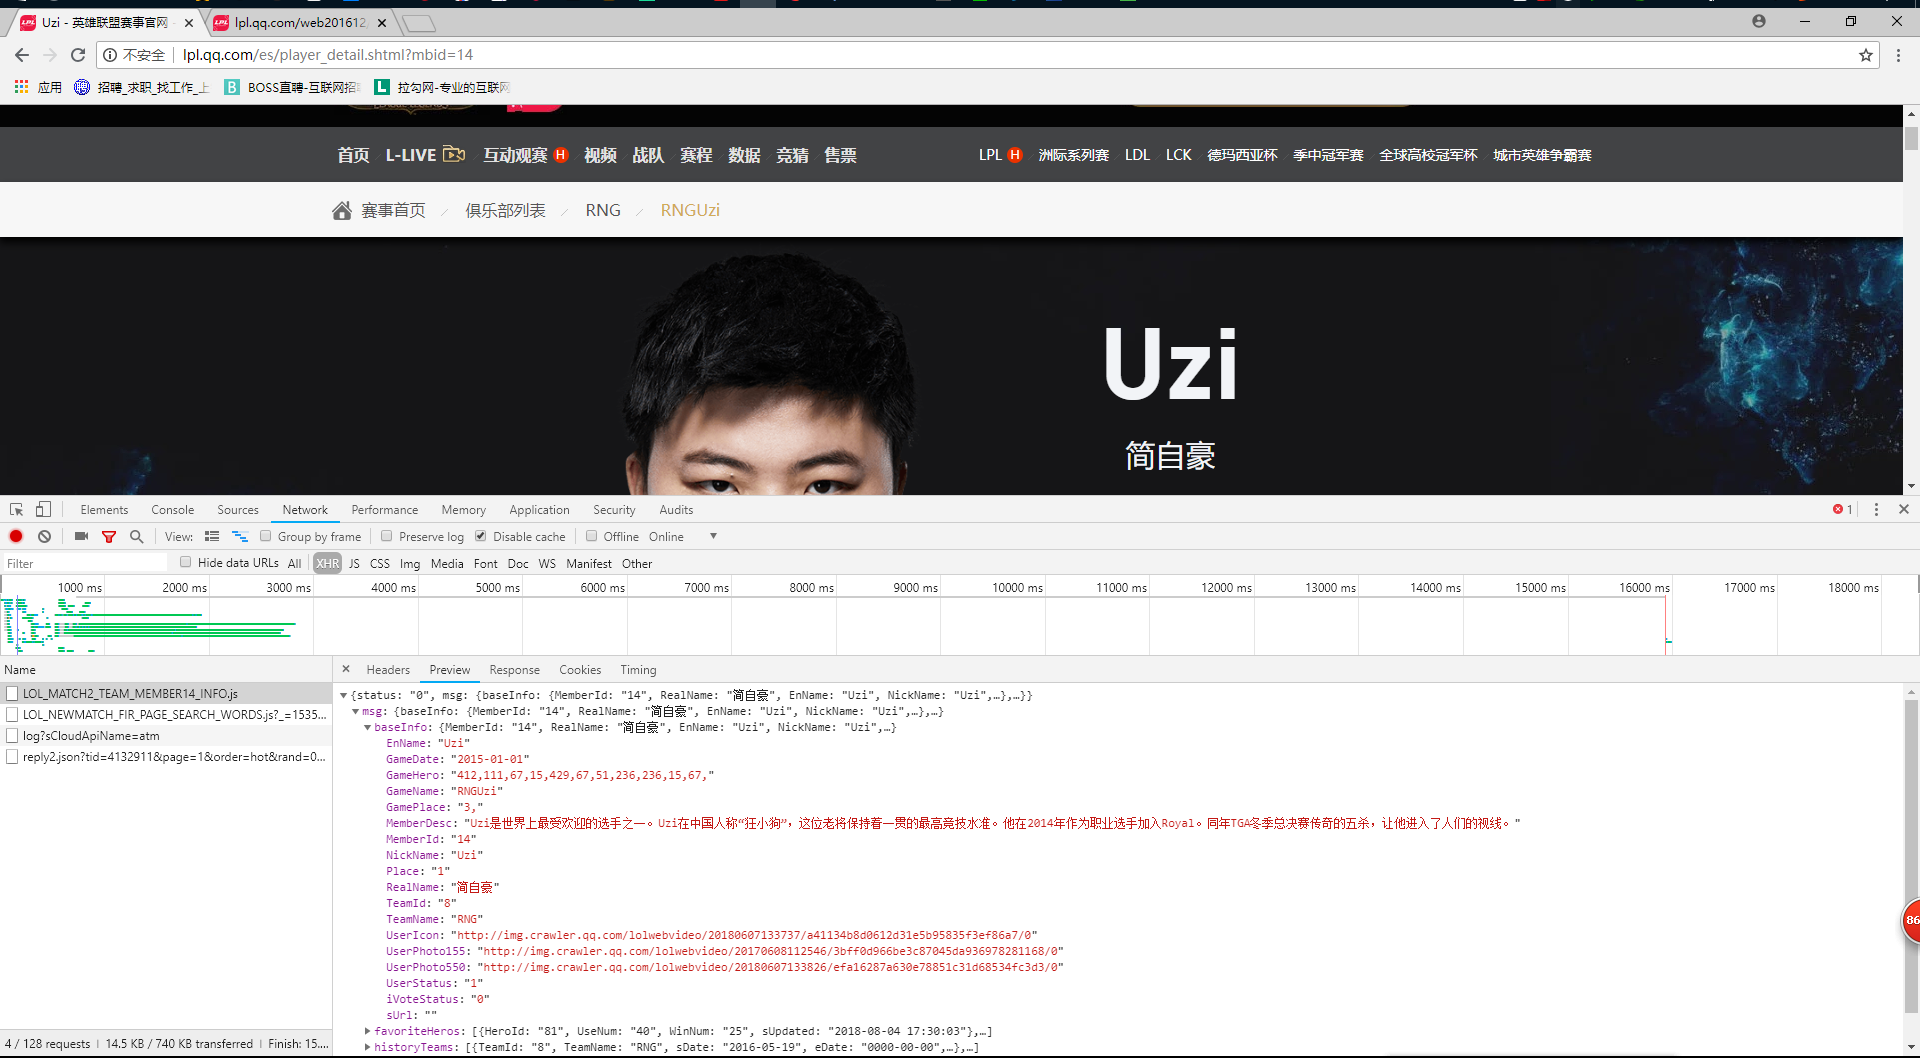 Uzi - 英雄联盟赛事官网
lpl.qq.com/web201612
不安全 lpl.qq.com/es/player_detail.shtml?mbid=14
应用 招聘_求职_找工作_上 BOSS直聘-互联网招 拉勾网-专业的互联网
首页 L-LIVE 互动观赛 H 视频 战队 赛程 数据 竞猜 售票 LPL H 洲际系列赛 LDL LCK 德玛西亚杯 季中冠军赛 全球高校冠军杯 城市英雄争霸赛
赛事首页 俱乐部列表 RNG RNGUzi
Uzi
简自豪
Elements Console Sources Network Performance Memory Application Security Audits 1
View: Group by frame Preserve log Disable cache Offline Online
Filter Hide data URLs All XHR JS CSS Img Media Font Doc WS Manifest Other
1000 ms 2000 ms 3000 ms 4000 ms 5000 ms 6000 ms 7000 ms 8000 ms 9000 ms 10000 ms 11000 ms 12000 ms 13000 ms 14000 ms 15000 ms 16000 ms 17000 ms 18000 ms
Name
LOL_MATCH2_TEAM_MEMBER14_INFO.js
LOL_NEWMATCH_FIR_PAGE_SEARCH_WORDS.js?_=1535...
log?sCloudApiName=atm
reply2.json?tid=4132911&page=1&order=hot&rand=0...
4 / 128 requests | 14.5 KB / 740 KB transferred | Finish: 15....
Headers Preview Response Cookies Timing
{status: "0", msg: {baseInfo: {MemberId: "14", RealName: "简自豪", EnName: "Uzi", NickName: "Uzi",…},…}}
msg: {baseInfo: {MemberId: "14", RealName: "简自豪", EnName: "Uzi", NickName: "Uzi",…},…}
baseInfo: {MemberId: "14", RealName: "简自豪", EnName: "Uzi", NickName: "Uzi",…}
EnName: "Uzi"
GameDate: "2015-01-01"
GameHero: "412,111,67,15,429,67,51,236,236,15,67,"
GameName: "RNGUzi"
GamePlace: "3,"
MemberDesc: "Uzi是世界上最受欢迎的选手之一。Uzi在中国人称“狂小狗”，这位老将保持着一贯的最高竞技水准。他在2014年作为职业选手加入Royal。同年TGA冬季总决赛传奇的五杀，让他进入了人们的视线。"
MemberId: "14"
NickName: "Uzi"
Place: "1"
RealName: "简自豪"
TeamId: "8"
TeamName: "RNG"
UserIcon: "http://img.crawler.qq.com/lolwebvideo/20180607133737/a41134b8d0612d31e5b95835f3ef86a7/0"
UserPhoto155: "http://img.crawler.qq.com/lolwebvideo/20170608112546/3bff0d966be3c87045da936978281168/0"
UserPhoto550: "http://img.crawler.qq.com/lolwebvideo/20180607133826/efa16287a630e78851c31d68534fc3d3/0"
UserStatus: "1"
iVoteStatus: "0"
sUrl: ""
favoriteHeros: [{HeroId: "81", UseNum: "40", WinNum: "25", sUpdated: "2018-08-04 17:30:03"},…]
historyTeams: [{TeamId: "8", TeamName: "RNG", sDate: "2016-05-19", eDate: "0000-00-00",…},…]
86